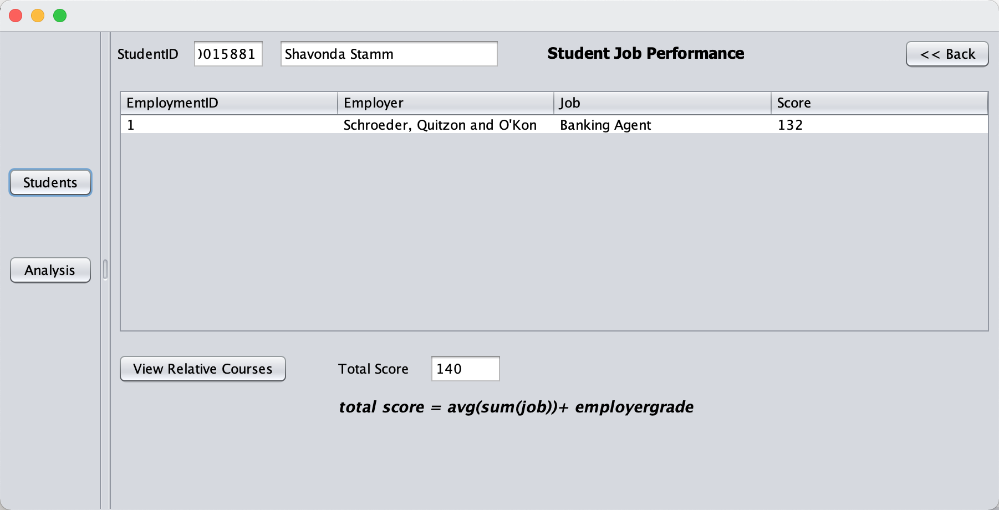 StudentID 0015881 Shavonda Stamm Student Job Performance << Back
EmploymentID Employer Job Score
1 Schroeder, Quitzon and O'Kon Banking Agent 132
Students
Analysis
View Relative Courses Total Score 140
total score = avg(sum(job))+ employergrade